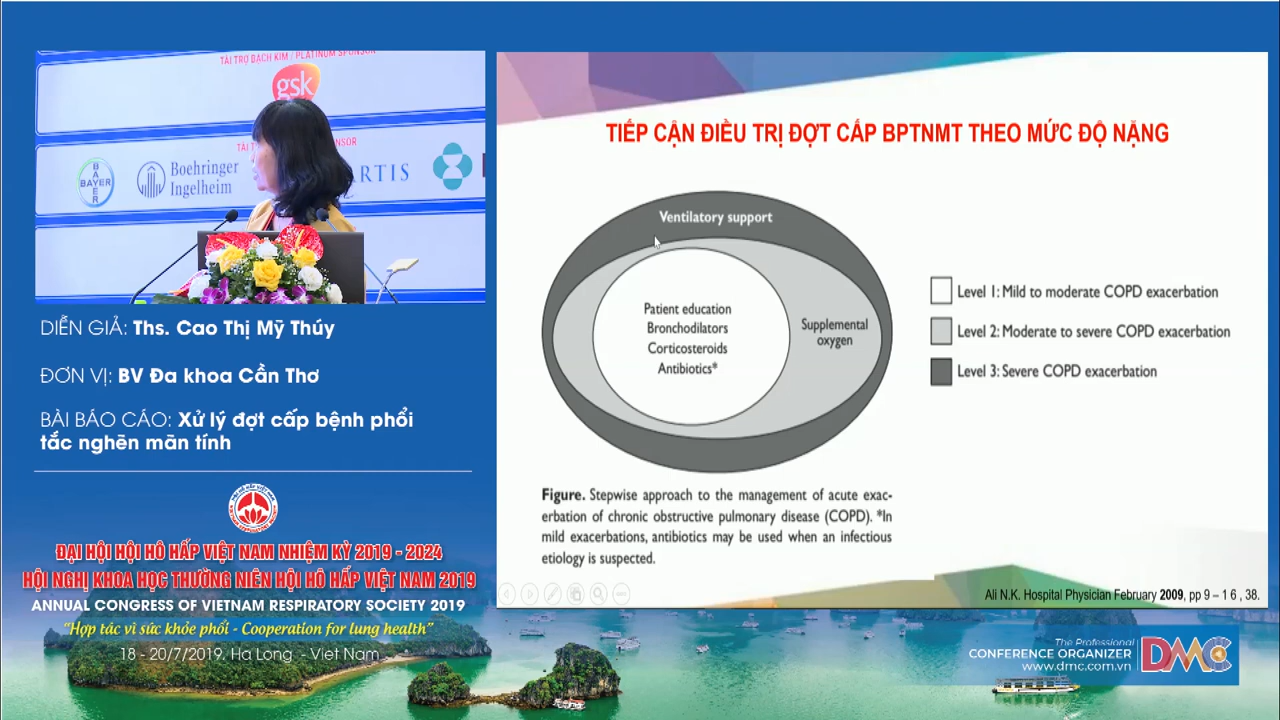 TÀI TRỢ BẠCH KIM / PLATINUM SPONSOR
gsk
BAYER
BAYER
Boehringer
Ingelheim
DIỄN GIẢ: Ths. Cao Thị Mỹ Thúy
ĐƠN VỊ: BV Đa khoa Cần Thơ
BÀI BÁO CÁO: Xử lý đợt cấp bệnh phổi
tắc nghẽn mãn tính
ĐẠI HỘI HỘI HÔ HẤP VIỆT NAM NHIỆM KỲ 2019 - 2024
HỘI NGHỊ KHOA HỌC THƯỜNG NIÊN HỘI HÔ HẤP VIỆT NAM 2019
ANNUAL CONGRESS OF VIETNAM RESPIRATORY SOCIETY 2019
“Hợp tác vì sức khỏe phổi - Cooperation for lung health”
18 - 20/7/2019. Ha Long - Viet Nam
TIẾP CẬN ĐIỀU TRỊ ĐỢT CẤP BPTNMT THEO MỨC ĐỘ NẶNG
Ventilatory support
Patient education
Bronchodilators
Corticosteroids
Antibiotics*
Supplemental
oxygen
Level 1: Mild to moderate COPD exacerbation
Level 2: Moderate to severe COPD exacerbation
Level 3: Severe COPD exacerbation
Figure. Stepwise approach to the management of acute exac-
erbation of chronic obstructive pulmonary disease (COPD). *In
mild exacerbations, antibiotics may be used when an infectious
etiology is suspected.
Ali N.K. Hospital Physician February 2009, pp 9 – 1 6 , 38.
The Professional
CONFERENCE ORGANIZER
www.dmc.com.vn
DMC